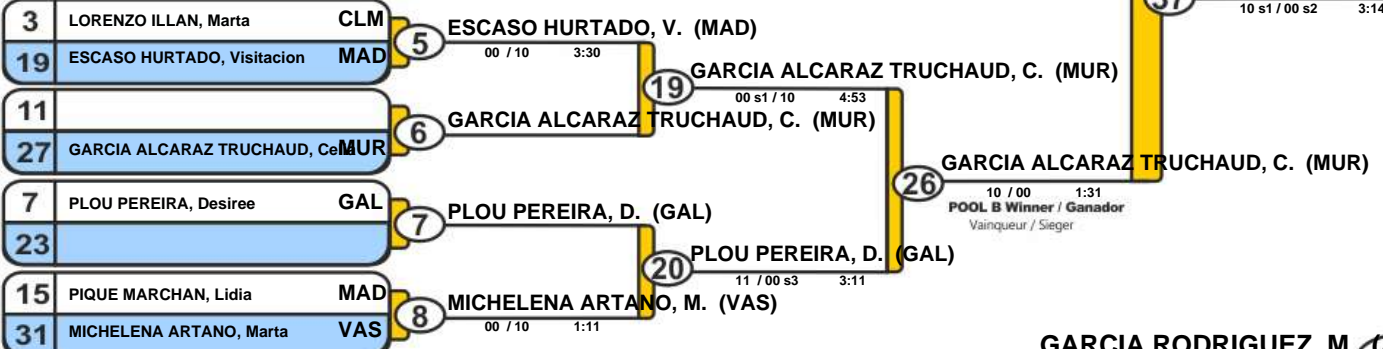 3 LORENZO ILLAN, Marta CLM
19 ESCASO HURTADO, Visitacion MAD
5 ESCASO HURTADO, V. (MAD)
00 / 10 3:30
11
27 GARCIA ALCARAZ TRUCHAUD, MUR
6 GARCIA ALCARAZ TRUCHAUD, C. (MUR)
19 GARCIA ALCARAZ TRUCHAUD, C. (MUR)
00 s1 / 10 4:53
7 PLOU PEREIRA, Desiree GAL
23
7 PLOU PEREIRA, D. (GAL)
15 PIQUE MARCHAN, Lidia MAD
31 MICHELENA ARTANO, Marta VAS
8 MICHELENA ARTANO, M. (VAS)
00 / 10 1:11
20 PLOU PEREIRA, D. (GAL)
11 / 00 s3 3:11
26 GARCIA ALCARAZ TRUCHAUD, C. (MUR)
10 / 00 1:31
POOL B Winner / Ganador
Vainqueur / Sieger
37
10 s1 / 00 s2 3:14
GARCIA RODRIGUEZ, M.